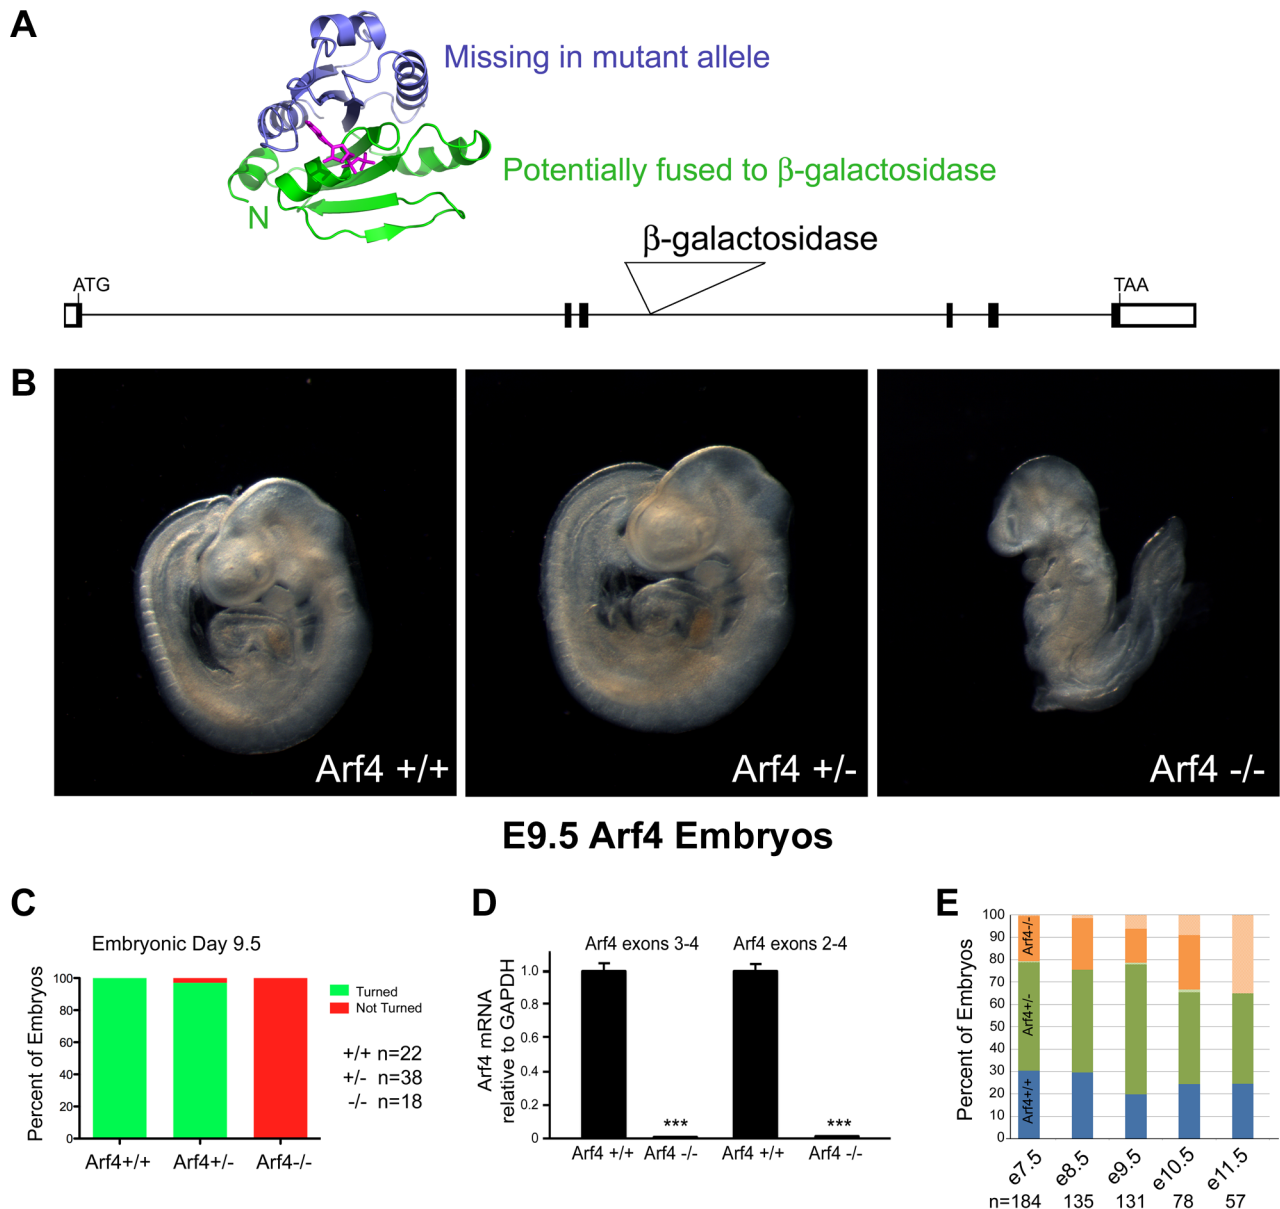 A
Missing in mutant allele
Potentially fused to β-galactosidase
N
β-galactosidase
ATG
TAA
B
Arf4 +/+
Arf4 +/-
Arf4 -/-
E9.5 Arf4 Embryos
C
Embryonic Day 9.5
Percent of Embryos
100
80
60
40
20
0
Arf4+/+
Arf4+/-
Arf4-/-
Turned
Not Turned
+/+ n=22
+/- n=38
-/- n=18
D
Arf4 exons 3-4
Arf4 exons 2-4
Arf4 mRNA
relative to GAPDH
1.0
0.8
0.6
0.4
0.2
0
***
***
Arf4 +/+
Arf4 -/-
Arf4 +/+
Arf4 -/-
E
Percent of Embryos
100
90
80
70
60
50
40
30
20
10
0
Arf4-/-
Arf4+/-
Arf4+/+
e7.5
e8.5
e9.5
e10.5
e11.5
n=184
135
131
78
57